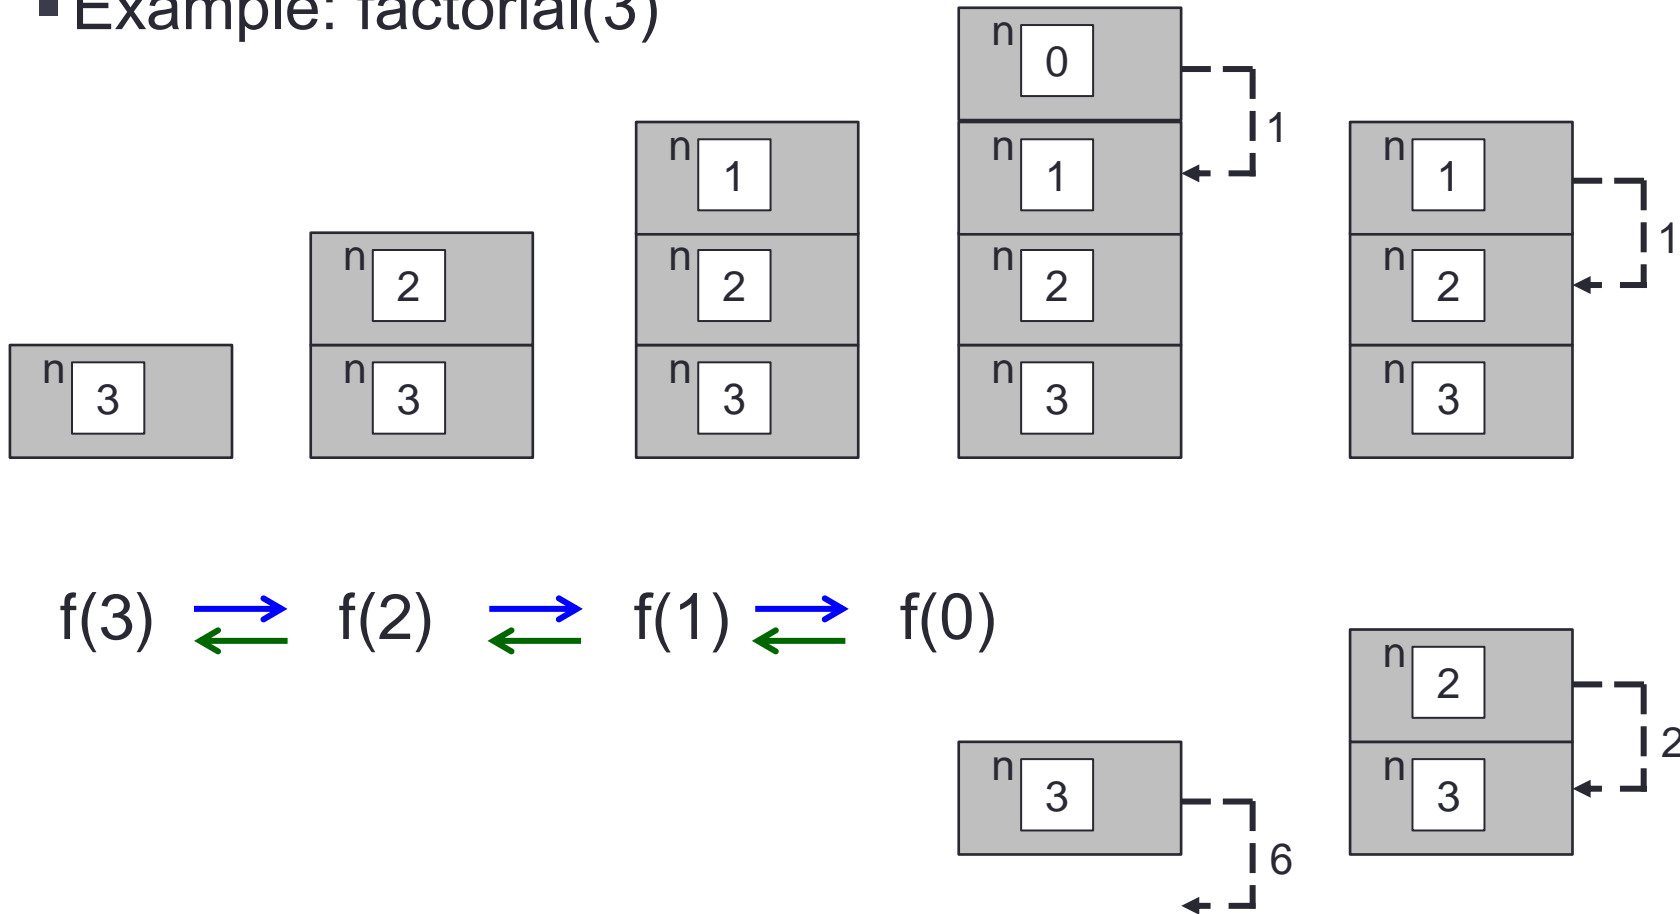 ▪ Example: factorial(3)
n 3
n 2
n 3
n 1
n 2
n 3
n 0
n 1
n 2
n 3
1
n 1
n 2
n 3
1
f(3) f(2) f(1) f(0)
n 2
n 3
2
n 3
6